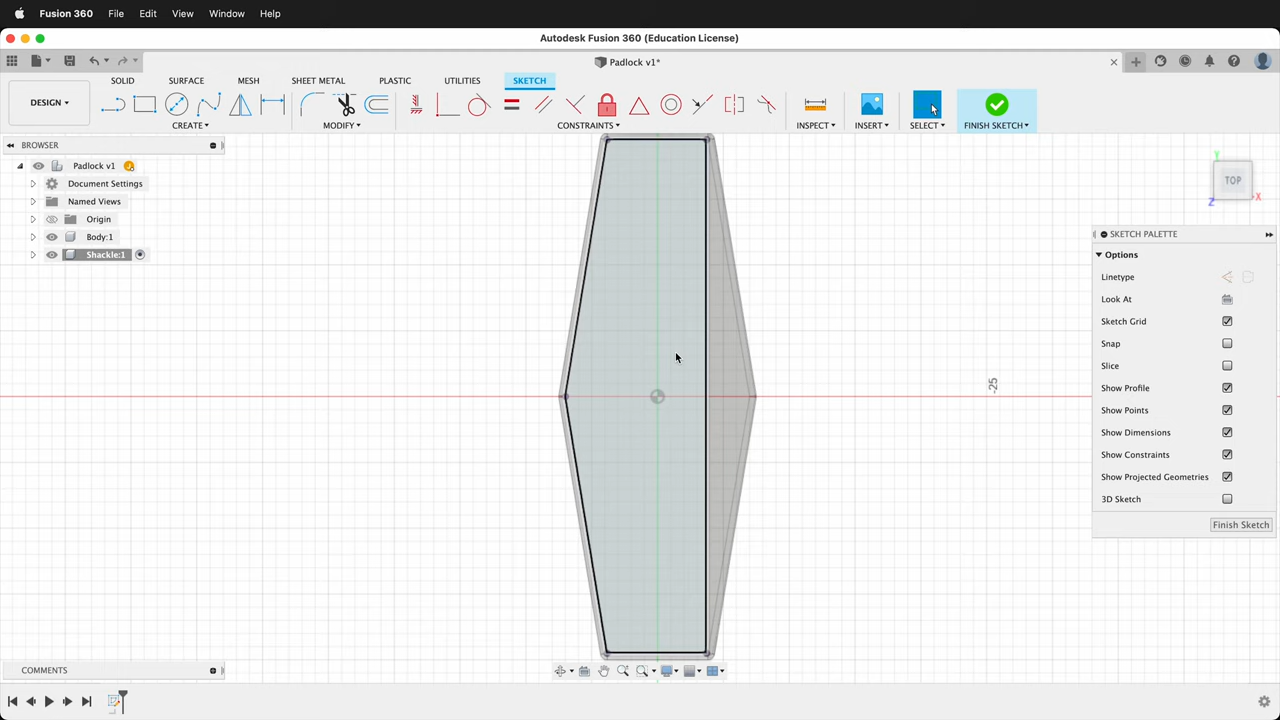 Fusion 360 File Edit View Window Help
Autodesk Fusion 360 (Education License)
Padlock v1*
SOLID SURFACE MESH SHEET METAL PLASTIC UTILITIES SKETCH
DESIGN
CREATE MODIFY CONSTRAINTS INSPECT INSERT SELECT FINISH SKETCH
BROWSER
Padlock v1
Document Settings
Named Views
Origin
Body:1
Shackle:1
Y
TOP
Z
X
SKETCH PALETTE
Options
Linetype
Look At
Sketch Grid
Snap
Slice
Show Profile
Show Points
Show Dimensions
Show Constraints
Show Projected Geometries
3D Sketch
Finish Sketch
-25
COMMENTS